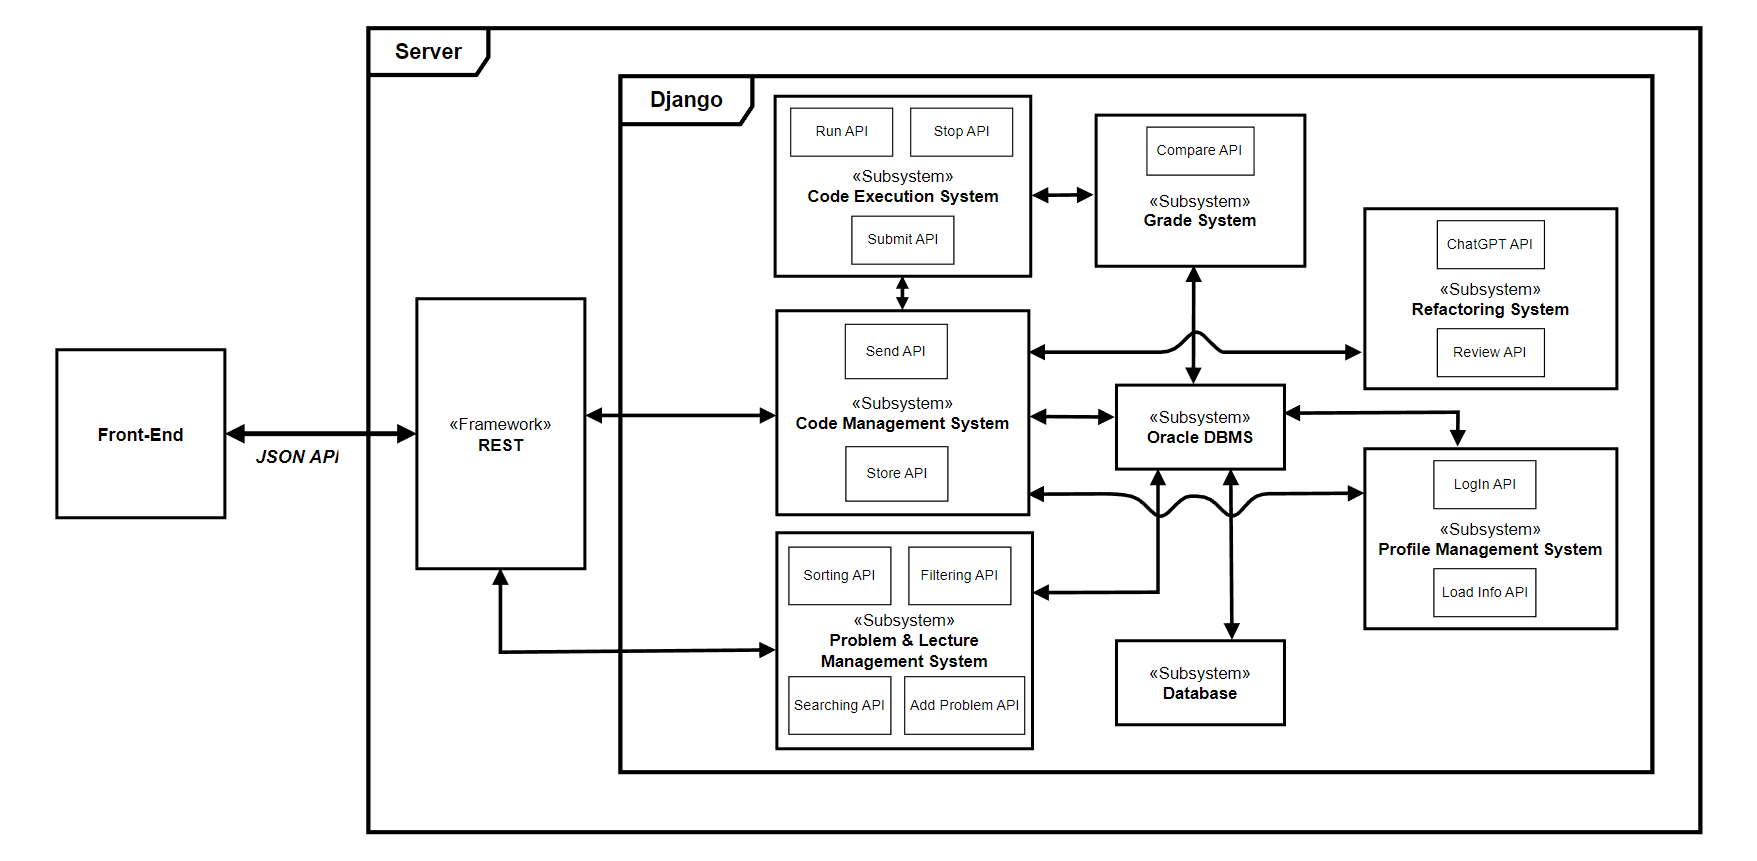 Server
Django
Run API
Stop API
«Subsystem»
Code Execution System
Submit API
Compare API
«Subsystem»
Grade System
ChatGPT API
«Subsystem»
Refactoring System
Review API
Front-End
JSON API
«Framework»
REST
Send API
«Subsystem»
Code Management System
Store API
«Subsystem»
Oracle DBMS
LogIn API
«Subsystem»
Profile Management System
Load Info API
Sorting API
Filtering API
«Subsystem»
Problem & Lecture
Management System
Searching API
Add Problem API
«Subsystem»
Database